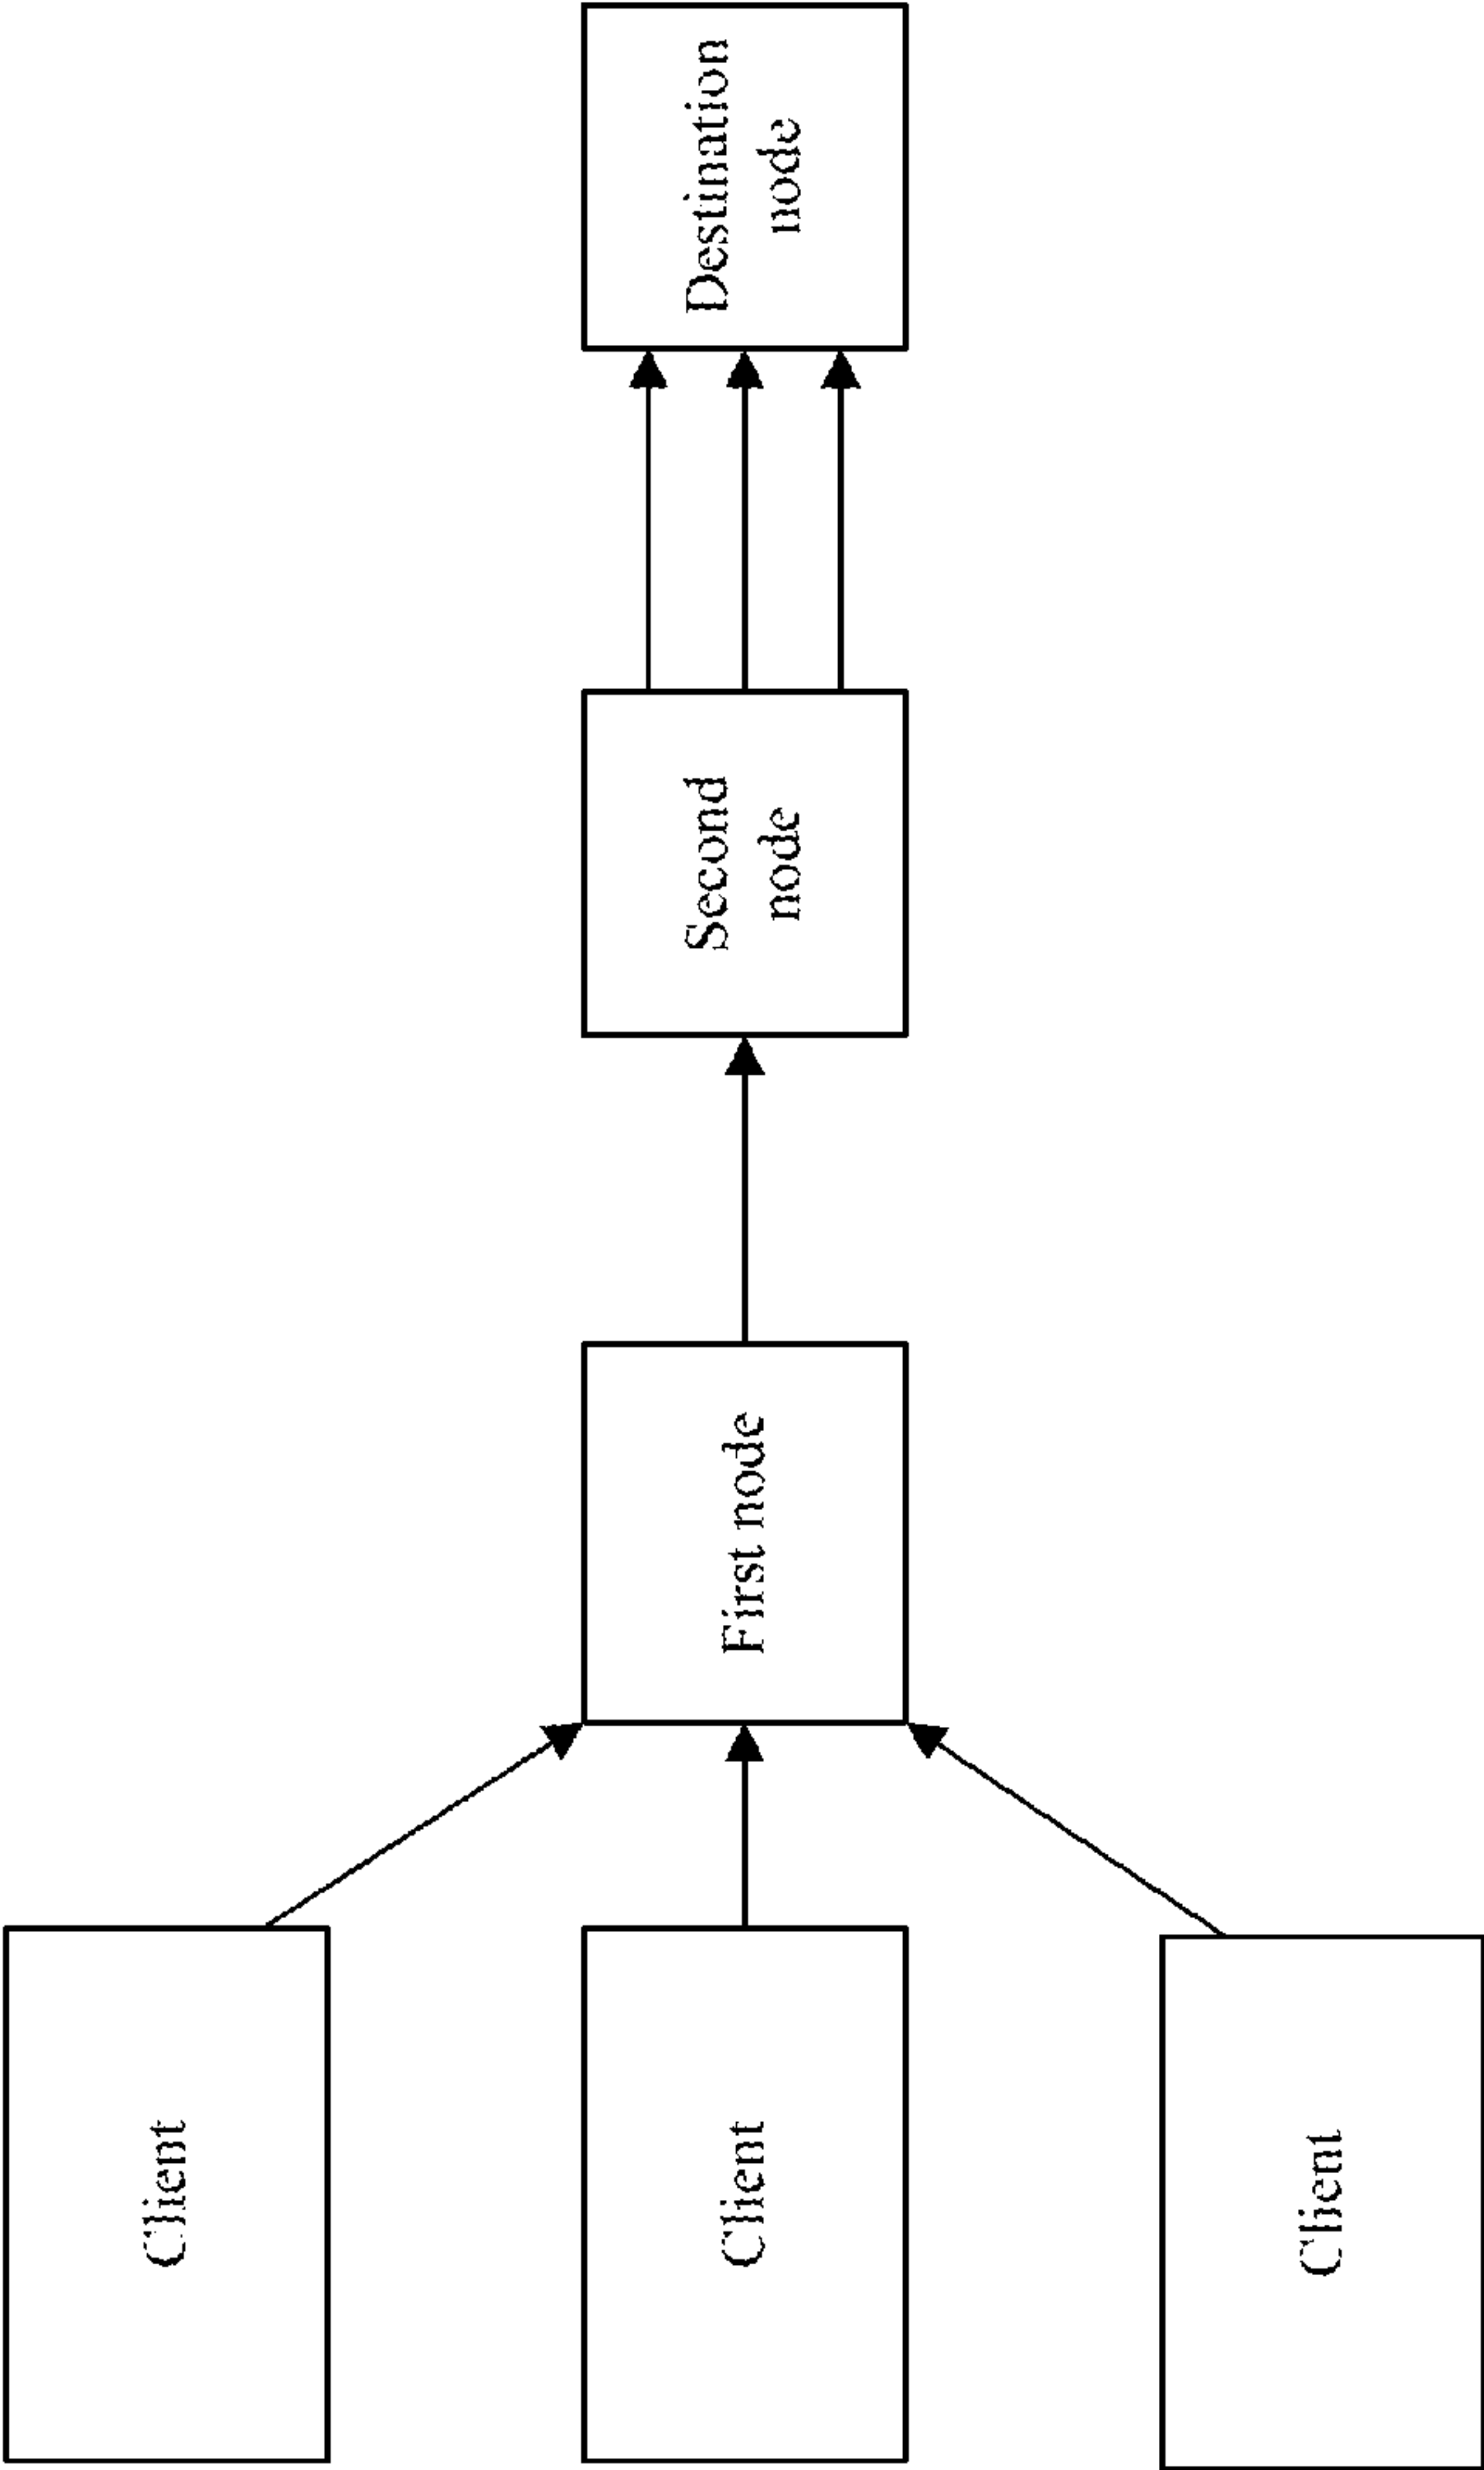 Client
Client
Client
First node
Second
node
Destination
node